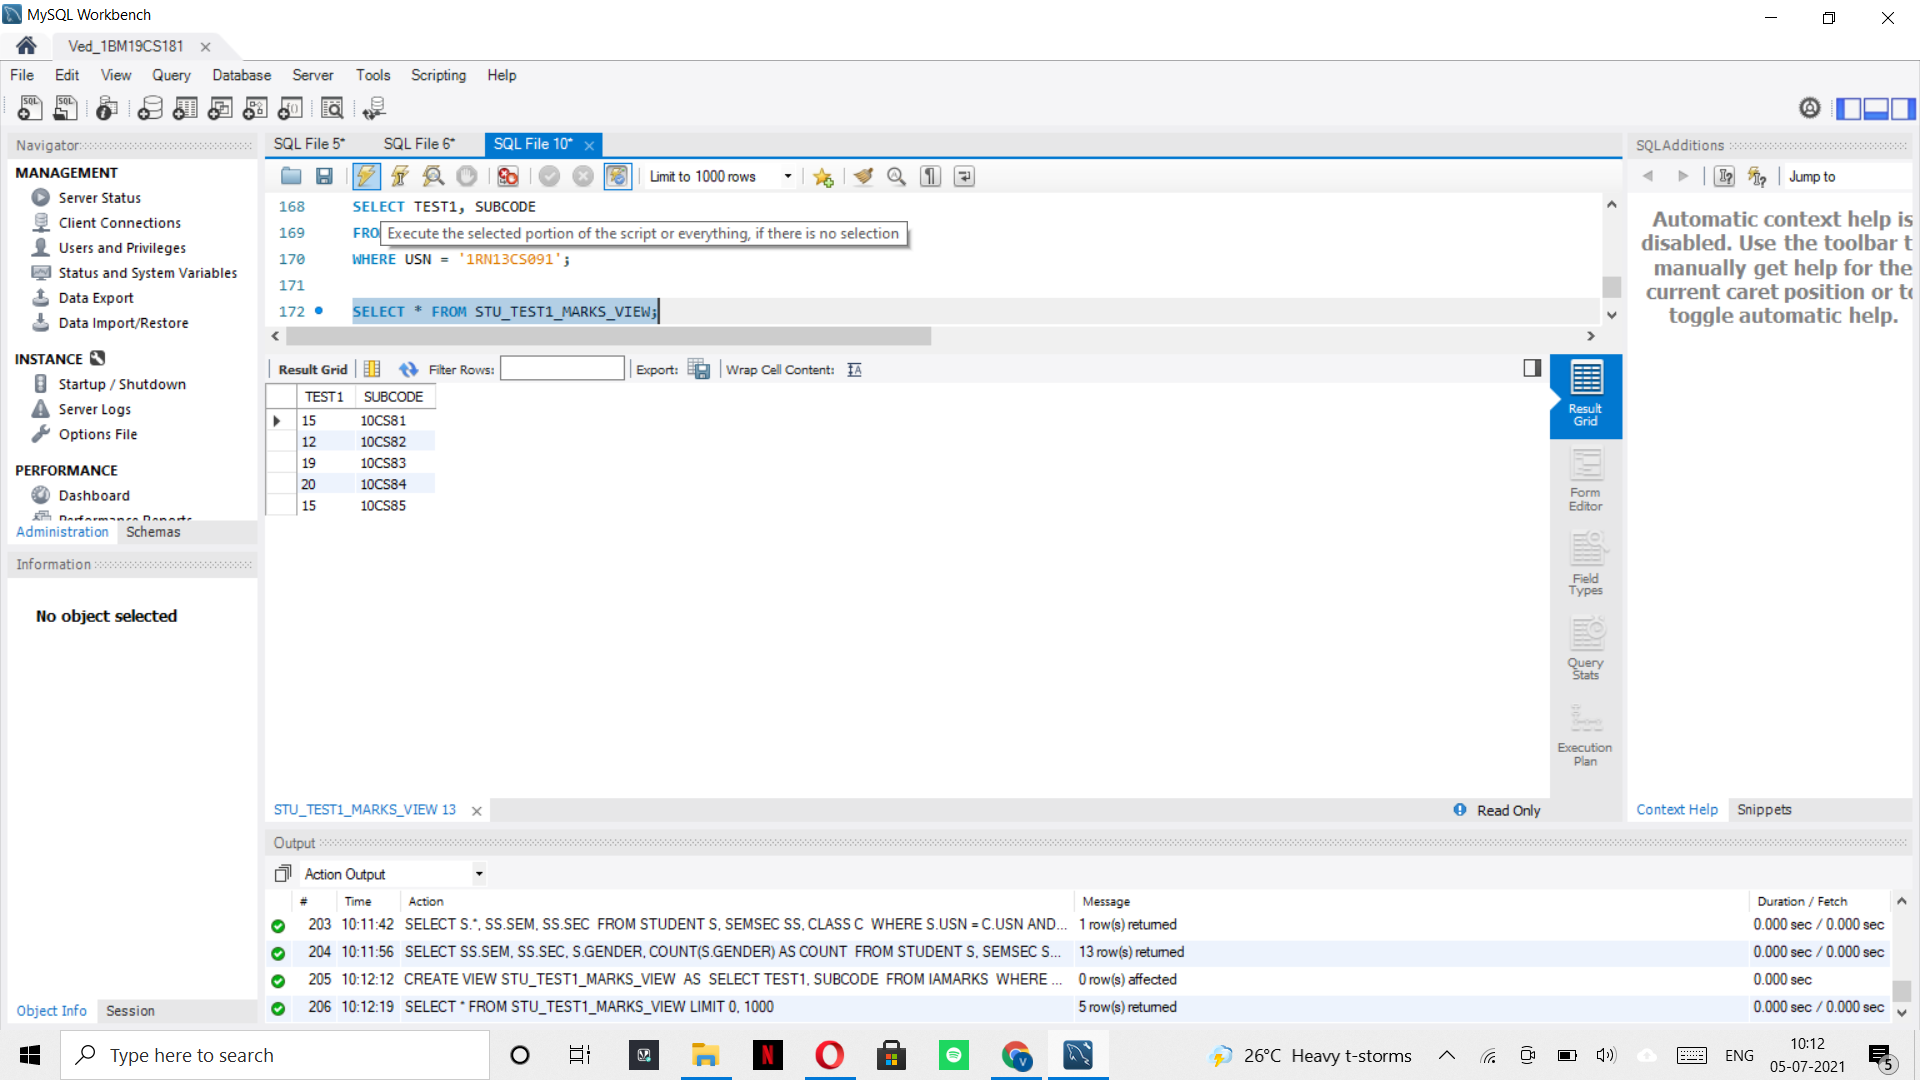 MySQL Workbench
Ved_1BM19CS181
File Edit View Query Database Server Tools Scripting Help
Navigator
MANAGEMENT
Server Status
Client Connections
Users and Privileges
Status and System Variables
Data Export
Data Import/Restore
INSTANCE
Startup / Shutdown
Server Logs
Options File
PERFORMANCE
Dashboard
Performance Reports
Administration Schemas
Information
No object selected
Object Info Session
SQL File 5* SQL File 6* SQL File 10*
Limit to 1000 rows
168 SELECT TEST1, SUBCODE
169 FRO
Execute the selected portion of the script or everything, if there is no selection
170 WHERE USN = '1RN13CS091';
171
172 SELECT * FROM STU_TEST1_MARKS_VIEW;
Result Grid Filter Rows: Export: Wrap Cell Content:
TEST1 SUBCODE
15 10CS81
12 10CS82
19 10CS83
20 10CS84
15 10CS85
Result
Grid
Form
Editor
Field
Types
Query
Stats
Execution
Plan
STU_TEST1_MARKS_VIEW 13
Read Only
SQLAdditions
Jump to
Automatic context help is
disabled. Use the toolbar t
manually get help for the
current caret position or to
toggle automatic help.
Context Help Snippets
Output
Action Output
# Time Action Message Duration / Fetch
203 10:11:42 SELECT S.*, SS.SEM, SS.SEC FROM STUDENT S, SEMSEC SS, CLASS C WHERE S.USN = C.USN AND... 1 row(s) returned 0.000 sec / 0.000 sec
204 10:11:56 SELECT SS.SEM, SS.SEC, S.GENDER, COUNT(S.GENDER) AS COUNT FROM STUDENT S, SEMSEC S... 13 row(s) returned 0.000 sec / 0.000 sec
205 10:12:12 CREATE VIEW STU_TEST1_MARKS_VIEW AS SELECT TEST1, SUBCODE FROM IAMARKS WHERE ... 0 row(s) affected 0.000 sec
206 10:12:19 SELECT * FROM STU_TEST1_MARKS_VIEW LIMIT 0, 1000 5 row(s) returned 0.000 sec / 0.000 sec
Type here to search
26°C Heavy t-storms
ENG
10:12
05-07-2021
5